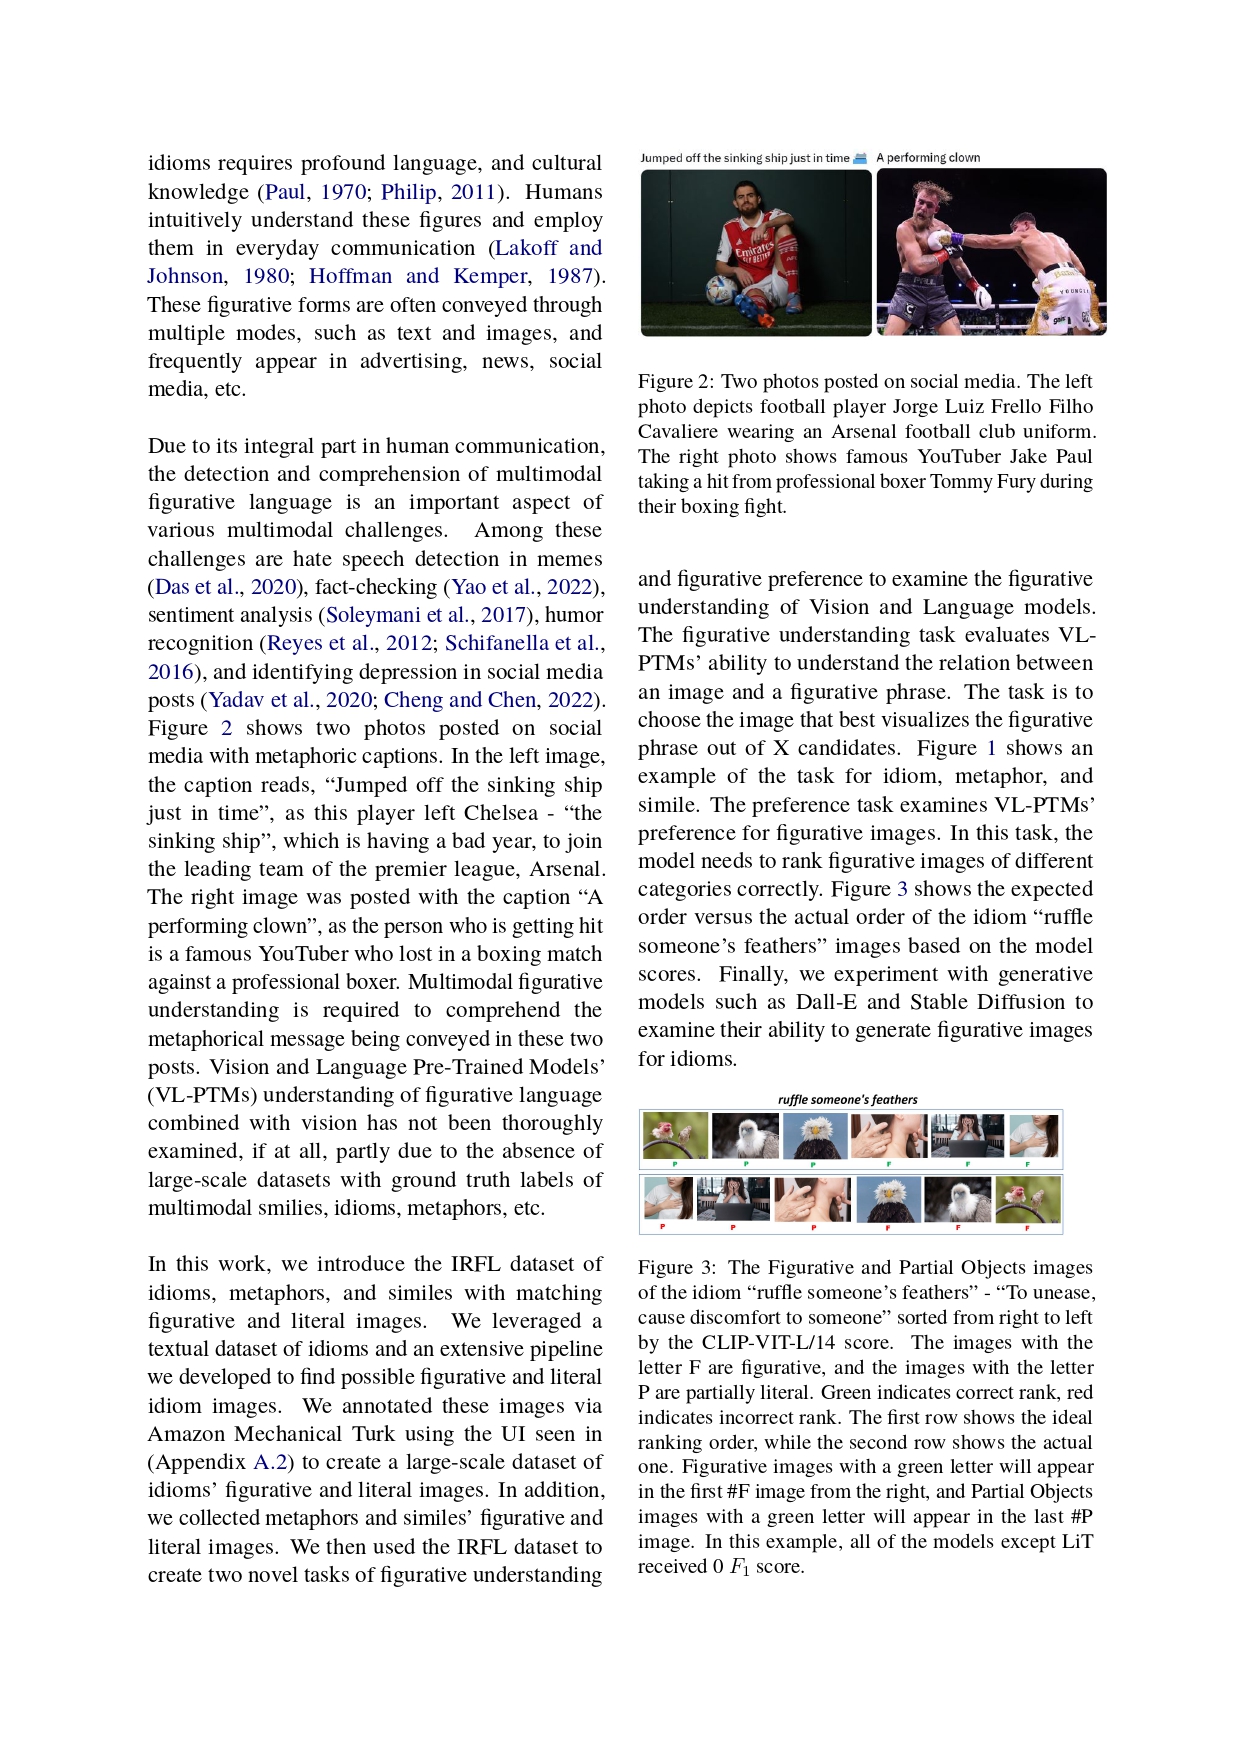 idioms requires profound language, and cultural
knowledge (Paul, 1970; Philip, 2011). Humans
intuitively understand these figures and employ
them in everyday communication (Lakoff and
Johnson, 1980; Hoffman and Kemper, 1987).
These figurative forms are often conveyed through
multiple modes, such as text and images, and
frequently appear in advertising, news, social
media, etc.
Due to its integral part in human communication,
the detection and comprehension of multimodal
figurative language is an important aspect of
various multimodal challenges. Among these
challenges are hate speech detection in memes
(Das et al., 2020), fact-checking (Yao et al., 2022),
sentiment analysis (Soleymani et al., 2017), humor
recognition (Reyes et al., 2012; Schifanella et al.,
2016), and identifying depression in social media
posts (Yadav et al., 2020; Cheng and Chen, 2022).
Figure 2 shows two photos posted on social
media with metaphoric captions. In the left image,
the caption reads, “Jumped off the sinking ship
just in time”, as this player left Chelsea - “the
sinking ship”, which is having a bad year, to join
the leading team of the premier league, Arsenal.
The right image was posted with the caption “A
performing clown”, as the person who is getting hit
is a famous YouTuber who lost in a boxing match
against a professional boxer. Multimodal figurative
understanding is required to comprehend the
metaphorical message being conveyed in these two
posts. Vision and Language Pre-Trained Models’
(VL-PTMs) understanding of figurative language
combined with vision has not been thoroughly
examined, if at all, partly due to the absence of
large-scale datasets with ground truth labels of
multimodal smilies, idioms, metaphors, etc.
In this work, we introduce the IRFL dataset of
idioms, metaphors, and similes with matching
figurative and literal images. We leveraged a
textual dataset of idioms and an extensive pipeline
we developed to find possible figurative and literal
idiom images. We annotated these images via
Amazon Mechanical Turk using the UI seen in
(Appendix A.2) to create a large-scale dataset of
idioms’ figurative and literal images. In addition,
we collected metaphors and similes’ figurative and
literal images. We then used the IRFL dataset to
create two novel tasks of figurative understanding
Jumped off the sinking ship just in time
A performing clown
Emirates
Figure 2: Two photos posted on social media. The left
photo depicts football player Jorge Luiz Frello Filho
Cavaliere wearing an Arsenal football club uniform.
The right photo shows famous YouTuber Jake Paul
taking a hit from professional boxer Tommy Fury during
their boxing fight.
and figurative preference to examine the figurative
understanding of Vision and Language models.
The figurative understanding task evaluates VL-
PTMs’ ability to understand the relation between
an image and a figurative phrase. The task is to
choose the image that best visualizes the figurative
phrase out of X candidates. Figure 1 shows an
example of the task for idiom, metaphor, and
simile. The preference task examines VL-PTMs’
preference for figurative images. In this task, the
model needs to rank figurative images of different
categories correctly. Figure 3 shows the expected
order versus the actual order of the idiom “ruffle
someone’s feathers” images based on the model
scores. Finally, we experiment with generative
models such as Dall-E and Stable Diffusion to
examine their ability to generate figurative images
for idioms.
ruffle someone's feathers
P P P F F F
P P P F F F
Figure 3: The Figurative and Partial Objects images
of the idiom “ruffle someone’s feathers” - “To unease,
cause discomfort to someone” sorted from right to left
by the CLIP-VIT-L/14 score. The images with the
letter F are figurative, and the images with the letter
P are partially literal. Green indicates correct rank, red
indicates incorrect rank. The first row shows the ideal
ranking order, while the second row shows the actual
one. Figurative images with a green letter will appear
in the first #F image from the right, and Partial Objects
images with a green letter will appear in the last #P
image. In this example, all of the models except LiT
received 0 F1 score.